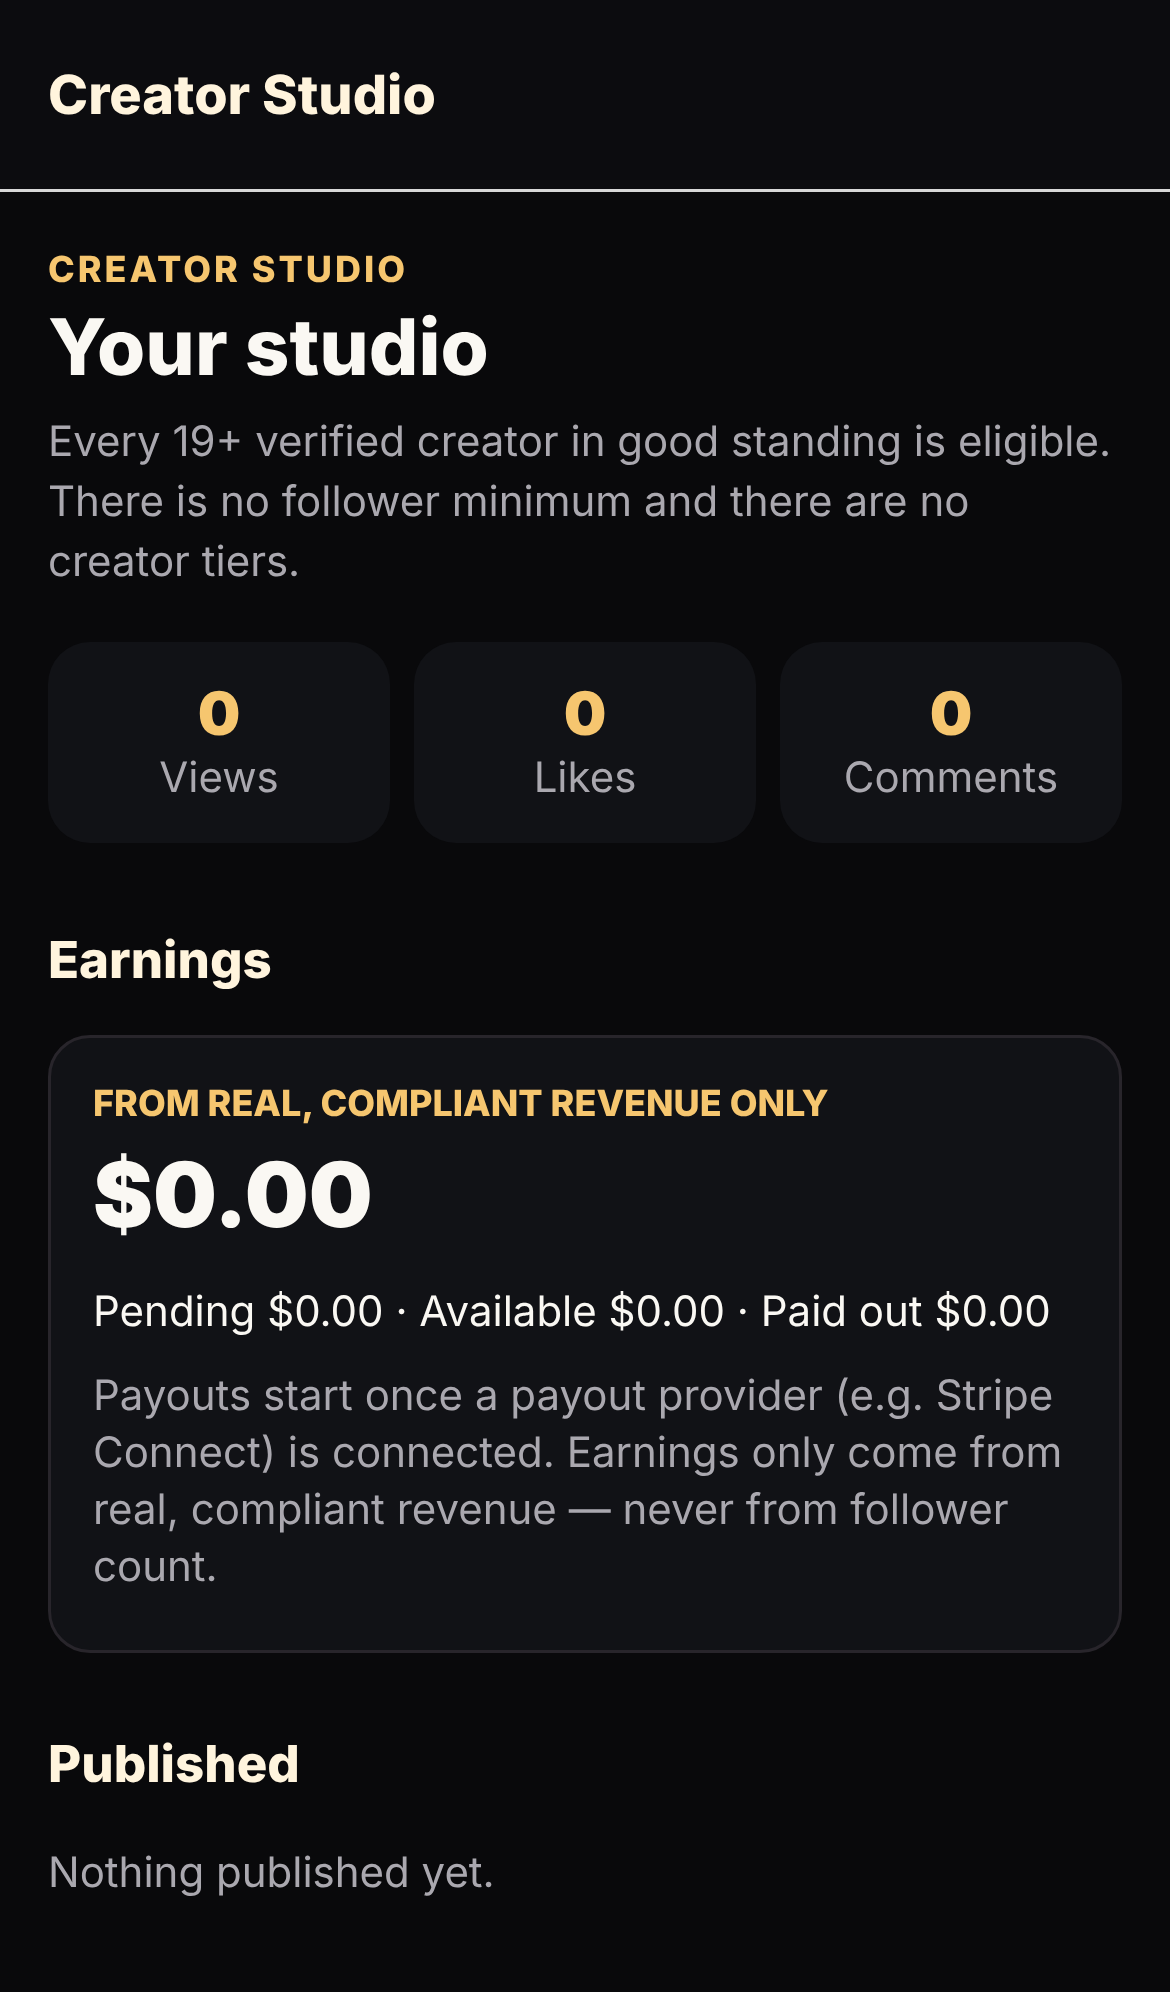 Creator Studio
CREATOR STUDIO
Your studio
Every 19+ verified creator in good standing is eligible.
There is no follower minimum and there are no
creator tiers.
0
Views
0
Likes
0
Comments
Earnings
FROM REAL, COMPLIANT REVENUE ONLY
$0.00
Pending $0.00 · Available $0.00 · Paid out $0.00
Payouts start once a payout provider (e.g. Stripe
Connect) is connected. Earnings only come from
real, compliant revenue — never from follower
count.
Published
Nothing published yet.